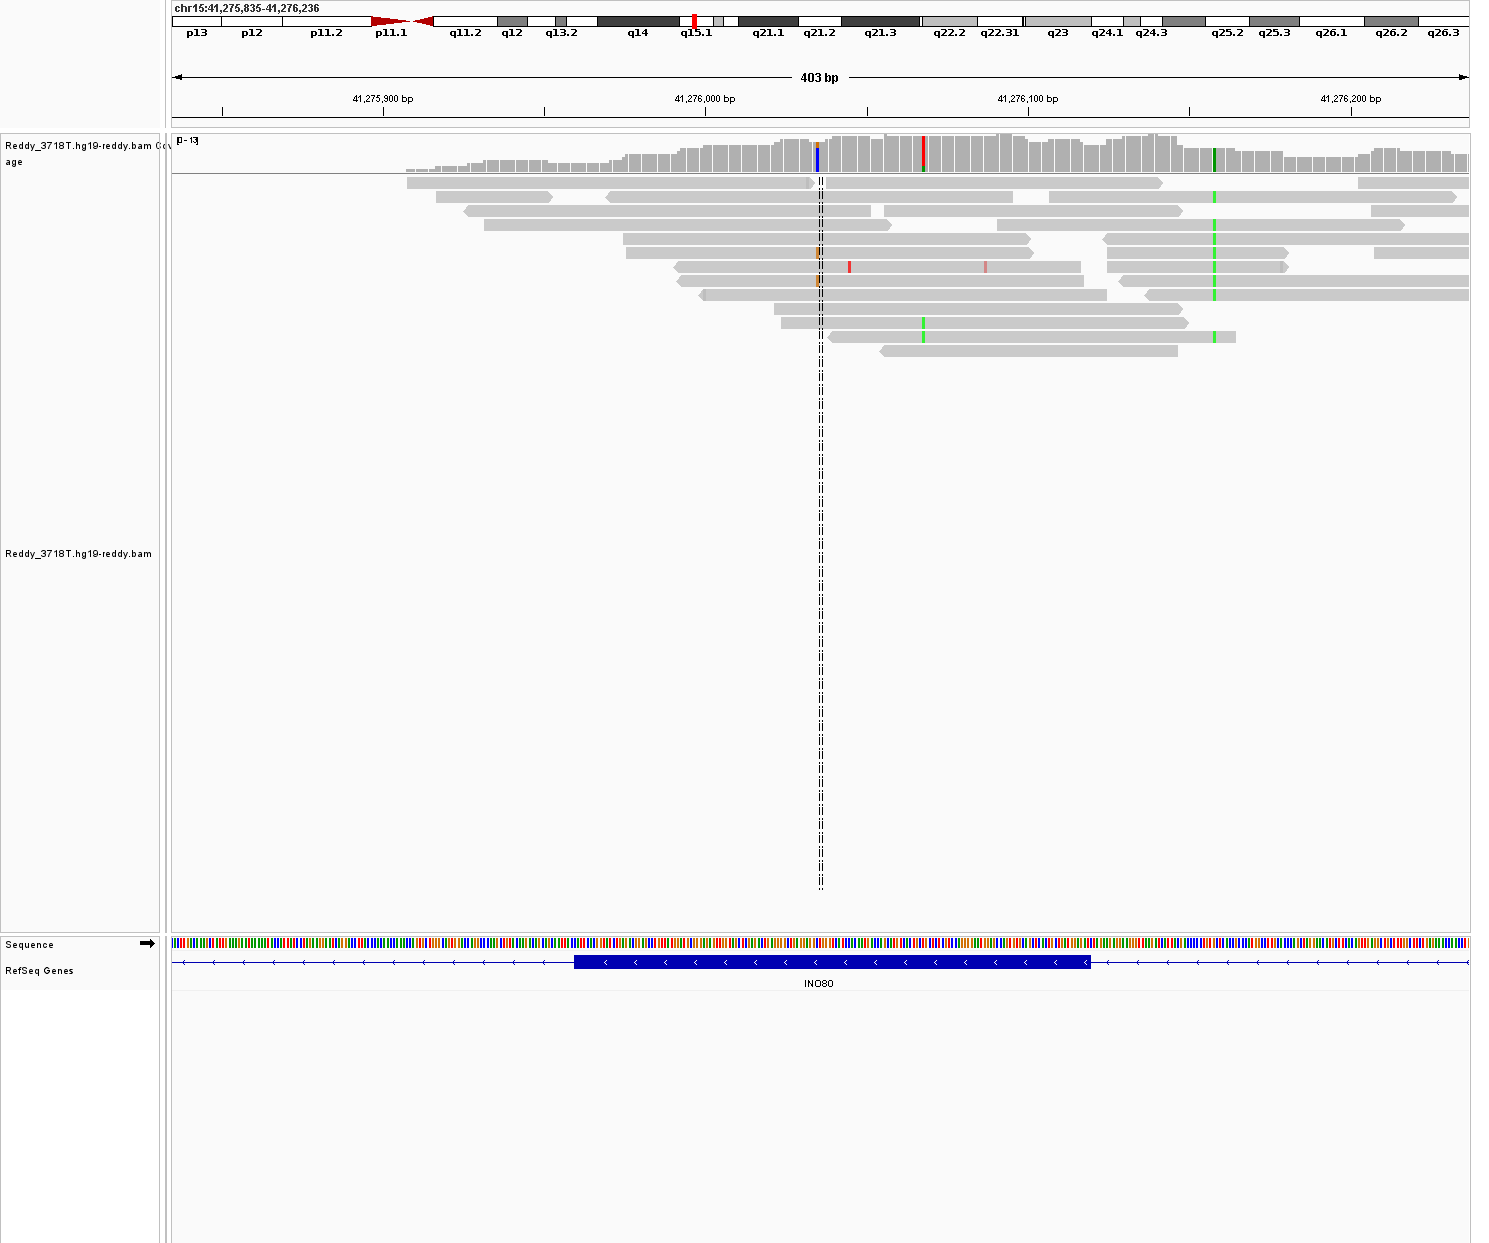 chr15:41,275,835-41,276,236
p13 p12 p11.2 p11.1 q11.2 q12 q13.2 q14 q15.1 q21.1 q21.2 q21.3 q22.2 q22.31 q23 q24.1 q24.3 q25.2 q25.3 q26.1 q26.2 q26.3
403 bp
41,275,900 bp 41,276,000 bp 41,276,100 bp 41,276,200 bp
Reddy_3718T.hg19-reddy.bam Cov
age
[0 - 13]
Reddy_3718T.hg19-reddy.bam
Sequence
RefSeq Genes
INO80